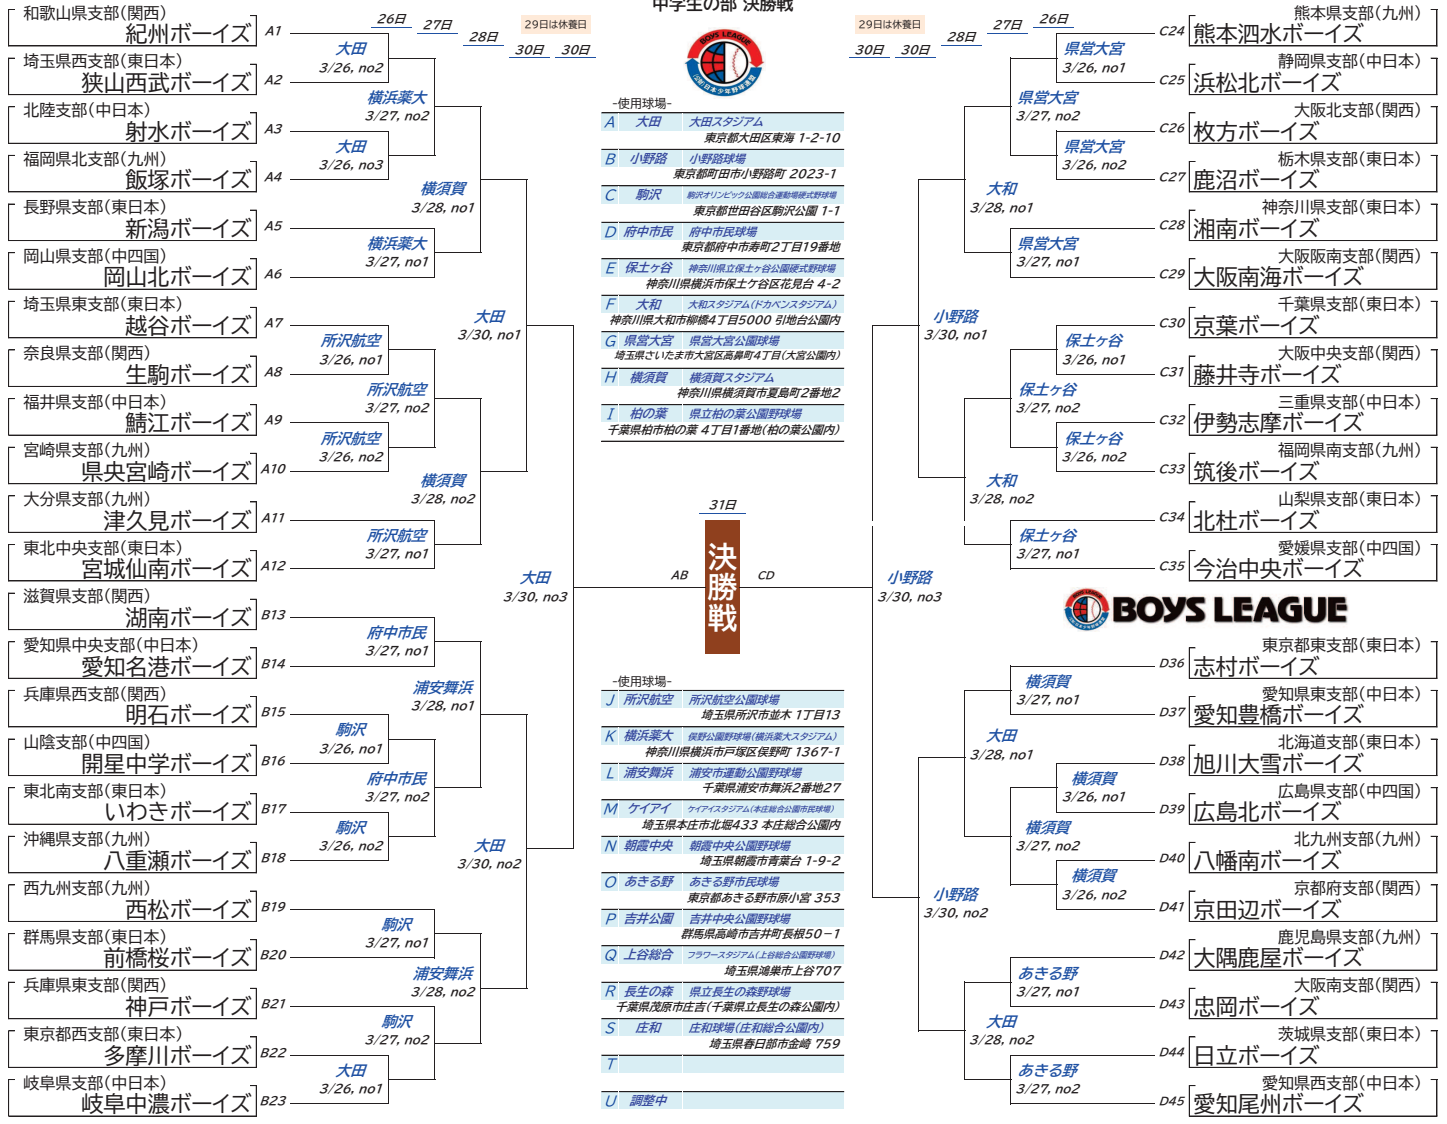 中学生の部 決勝戦
26日
27日
28日
29日は休養日
30日
30日
29日は休養日
30日
30日
28日
27日
26日
和歌山県支部(関西)
紀州ボーイズ
A1
埼玉県西支部(東日本)
狭山西武ボーイズ
A2
北陸支部(中日本)
射水ボーイズ
A3
福岡県北支部(九州)
飯塚ボーイズ
A4
長野県支部(東日本)
新潟ボーイズ
A5
岡山県支部(中四国)
岡山北ボーイズ
A6
埼玉県東支部(東日本)
越谷ボーイズ
A7
奈良県支部(関西)
生駒ボーイズ
A8
福井県支部(中日本)
鯖江ボーイズ
A9
宮崎県支部(九州)
県央宮崎ボーイズ
A10
大分県支部(九州)
津久見ボーイズ
A11
東北中央支部(東日本)
宮城仙南ボーイズ
A12
滋賀県支部(関西)
湖南ボーイズ
B13
愛知県中央支部(中日本)
愛知名港ボーイズ
B14
兵庫県西支部(関西)
明石ボーイズ
B15
山陰支部(中四国)
開星中学ボーイズ
B16
東北南支部(東日本)
いわきボーイズ
B17
沖縄県支部(九州)
八重瀬ボーイズ
B18
西九州支部(九州)
西松ボーイズ
B19
群馬県支部(東日本)
前橋桜ボーイズ
B20
兵庫県東支部(関西)
神戸ボーイズ
B21
東京都西支部(東日本)
多摩川ボーイズ
B22
岐阜県支部(中日本)
岐阜中濃ボーイズ
B23
大田
3/26, no2
大田
3/26, no3
所沢航空
3/26, no1
所沢航空
3/26, no2
駒沢
3/26, no1
駒沢
3/26, no2
大田
3/26, no1
横浜薬大
3/27, no2
横浜薬大
3/27, no1
所沢航空
3/27, no2
所沢航空
3/27, no1
府中市民
3/27, no1
府中市民
3/27, no2
駒沢
3/27, no1
駒沢
3/27, no2
横須賀
3/28, no1
横須賀
3/28, no2
浦安舞浜
3/28, no1
浦安舞浜
3/28, no2
大田
3/30, no1
大田
3/30, no2
大田
3/30, no3
BOYS LEAGUE
(公財)日本少年野球連盟
-使用球場-
A 大田 大田スタジアム
東京都大田区東海 1-2-10
B 小野路 小野路球場
東京都町田市小野路町 2023-1
C 駒沢 駒沢オリンピック公園総合運動場硬式野球場
東京都世田谷区駒沢公園 1-1
D 府中市民 府中市民球場
東京都府中市寿町2丁目19番地
E 保土ヶ谷 神奈川県立保土ヶ谷公園硬式野球場
神奈川県横浜市保土ケ谷区花見台 4-2
F 大和 大和スタジアム(ドカベンスタジアム)
神奈川県大和市柳橋4丁目5000 引地台公園内
G 県営大宮 県営大宮公園球場
埼玉県さいたま市大宮区高鼻町4丁目(大宮公園内)
H 横須賀 横須賀スタジアム
神奈川県横須賀市夏島町2番地2
I 柏の葉 県立柏の葉公園野球場
千葉県柏市柏の葉 4丁目1番地(柏の葉公園内)
31日
AB
決勝戦
CD
-使用球場-
J 所沢航空 所沢航空公園球場
埼玉県所沢市並木 1丁目13
K 横浜薬大 俣野公園野球場(横浜薬大スタジアム)
神奈川県横浜市戸塚区俣野町 1367-1
L 浦安舞浜 浦安市運動公園野球場
千葉県浦安市舞浜2番地27
M ケイアイ ケイアイスタジアム(本庄総合公園市民球場)
埼玉県本庄市北堀433 本庄総合公園内
N 朝霞中央 朝霞中央公園野球場
埼玉県朝霞市青葉台 1-9-2
O あきる野 あきる野市民球場
東京都あきる野市原小宮 353
P 吉井公園 吉井中央公園野球場
群馬県高崎市吉井町長根50-1
Q 上谷総合 フラワースタジアム(上谷総合公園野球場)
埼玉県鴻巣市上谷707
R 長生の森 県立長生の森野球場
千葉県茂原市庄吉(千葉県立長生の森公園内)
S 庄和 庄和球場(庄和総合公園内)
埼玉県春日部市金崎 759
T
U 調整中
小野路
3/30, no3
小野路
3/30, no1
小野路
3/30, no2
大和
3/28, no1
大和
3/28, no2
大田
3/28, no1
大田
3/28, no2
県営大宮
3/27, no2
県営大宮
3/27, no1
保土ヶ谷
3/27, no2
保土ヶ谷
3/27, no1
横須賀
3/27, no1
横須賀
3/27, no2
あきる野
3/27, no1
あきる野
3/27, no2
県営大宮
3/26, no1
県営大宮
3/26, no2
保土ヶ谷
3/26, no1
保土ヶ谷
3/26, no2
横須賀
3/26, no1
横須賀
3/26, no2
熊本県支部(九州)
C24 熊本泗水ボーイズ
静岡県支部(中日本)
C25 浜松北ボーイズ
大阪北支部(関西)
C26 枚方ボーイズ
栃木県支部(東日本)
C27 鹿沼ボーイズ
神奈川県支部(東日本)
C28 湘南ボーイズ
大阪阪南支部(関西)
C29 大阪南海ボーイズ
千葉県支部(東日本)
C30 京葉ボーイズ
大阪中央支部(関西)
C31 藤井寺ボーイズ
三重県支部(中日本)
C32 伊勢志摩ボーイズ
福岡県南支部(九州)
C33 筑後ボーイズ
山梨県支部(東日本)
C34 北杜ボーイズ
愛媛県支部(中四国)
C35 今治中央ボーイズ
BOYS LEAGUE
東京都東支部(東日本)
D36 志村ボーイズ
愛知県東支部(中日本)
D37 愛知豊橋ボーイズ
北海道支部(東日本)
D38 旭川大雪ボーイズ
広島県支部(中四国)
D39 広島北ボーイズ
北九州支部(九州)
D40 八幡南ボーイズ
京都府支部(関西)
D41 京田辺ボーイズ
鹿児島県支部(九州)
D42 大隅鹿屋ボーイズ
大阪南支部(関西)
D43 忠岡ボーイズ
茨城県支部(東日本)
D44 日立ボーイズ
愛知県西支部(中日本)
D45 愛知尾州ボーイズ